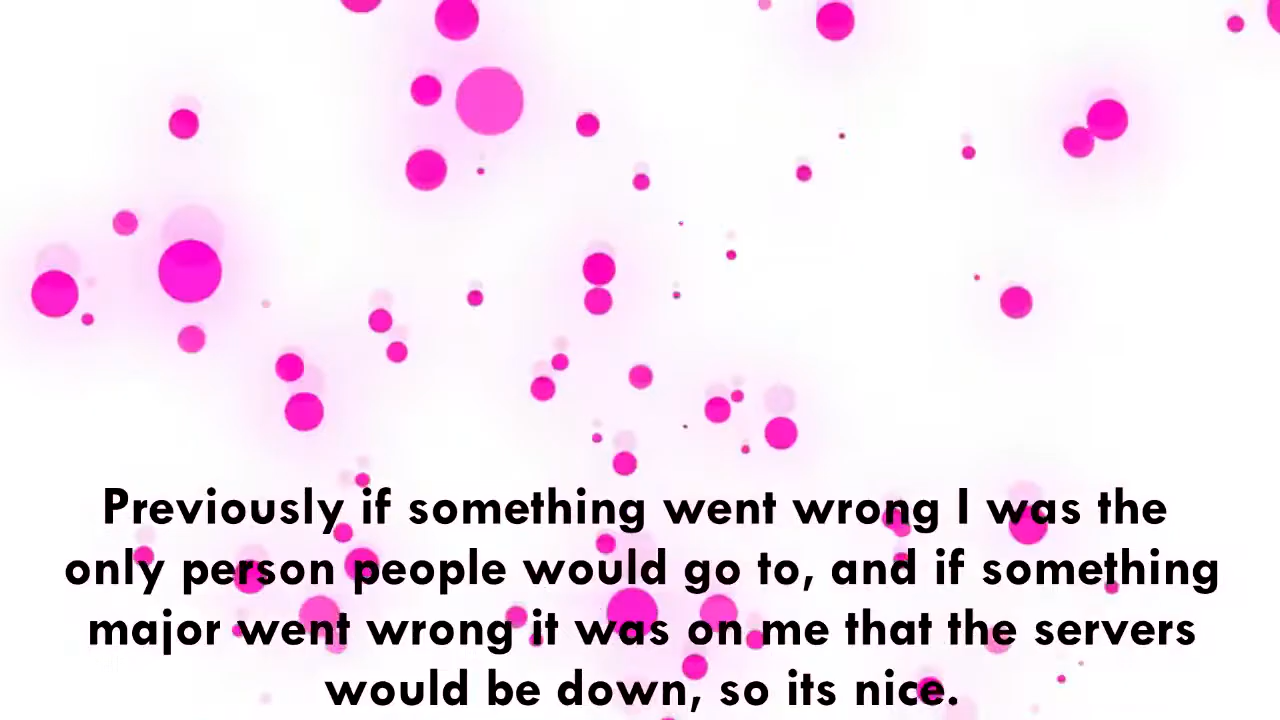 Previously if something went wrong I was the
only person people would go to, and if something
major went wrong it was on me that the servers
would be down, so its nice.